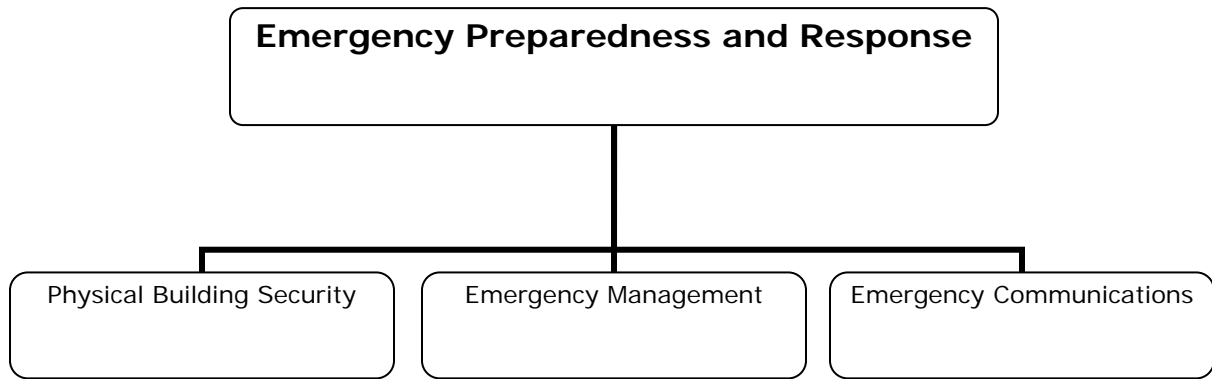 Emergency Preparedness and Response
Physical Building Security
Emergency Management
Emergency Communications